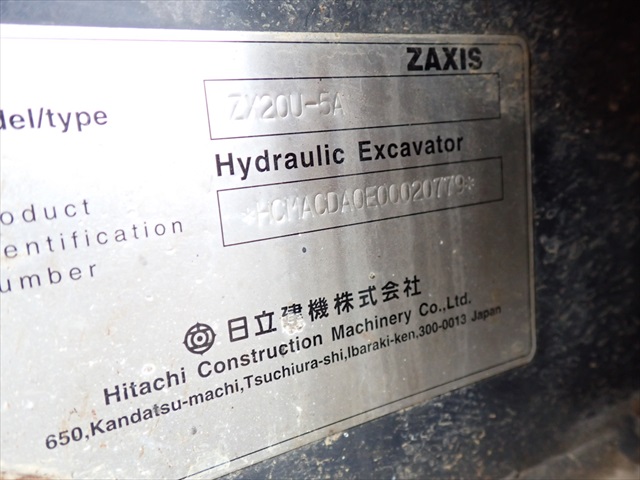 ZAXIS
del/type
ZX20U-5A
Hydraulic Excavator
oduct
entification
umber
*HCMACDA0E00020779*
日立建機株式会社
Hitachi Construction Machinery Co.,Ltd.
650,Kandatsu-machi,Tsuchiura-shi,Ibaraki-ken,300-0013 Japan